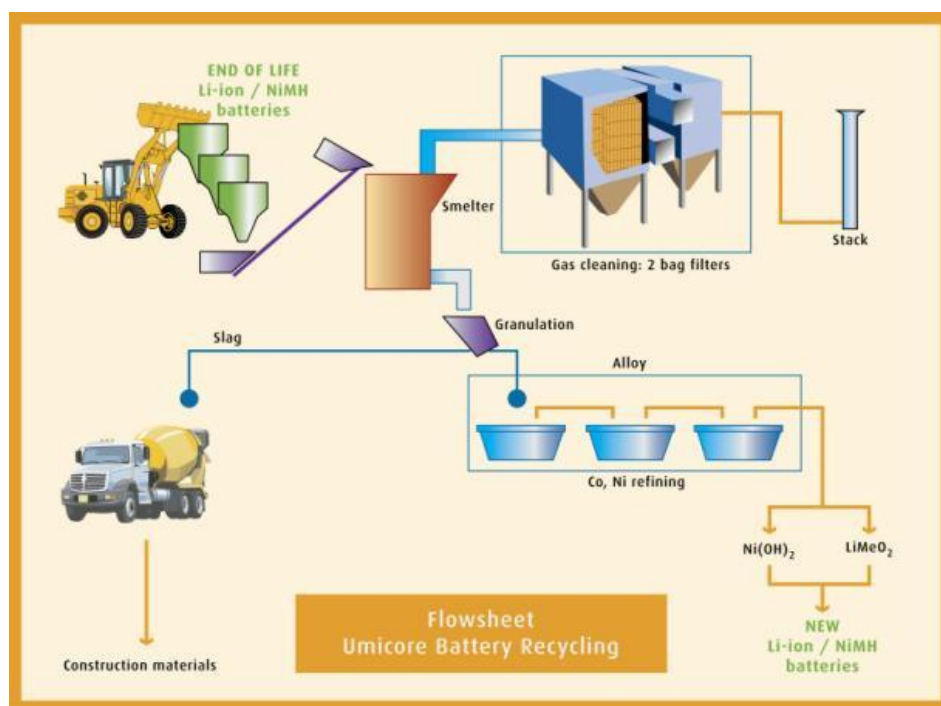 END OF LIFE
Li-ion / NiMH
batteries
Smelter
Gas cleaning: 2 bag filters
Stack
Granulation
Slag
Alloy
Co, Ni refining
Ni(OH)₂
LiMeO₂
Flowsheet
Umicore Battery Recycling
NEW
Li-ion / NiMH
batteries
Construction materials